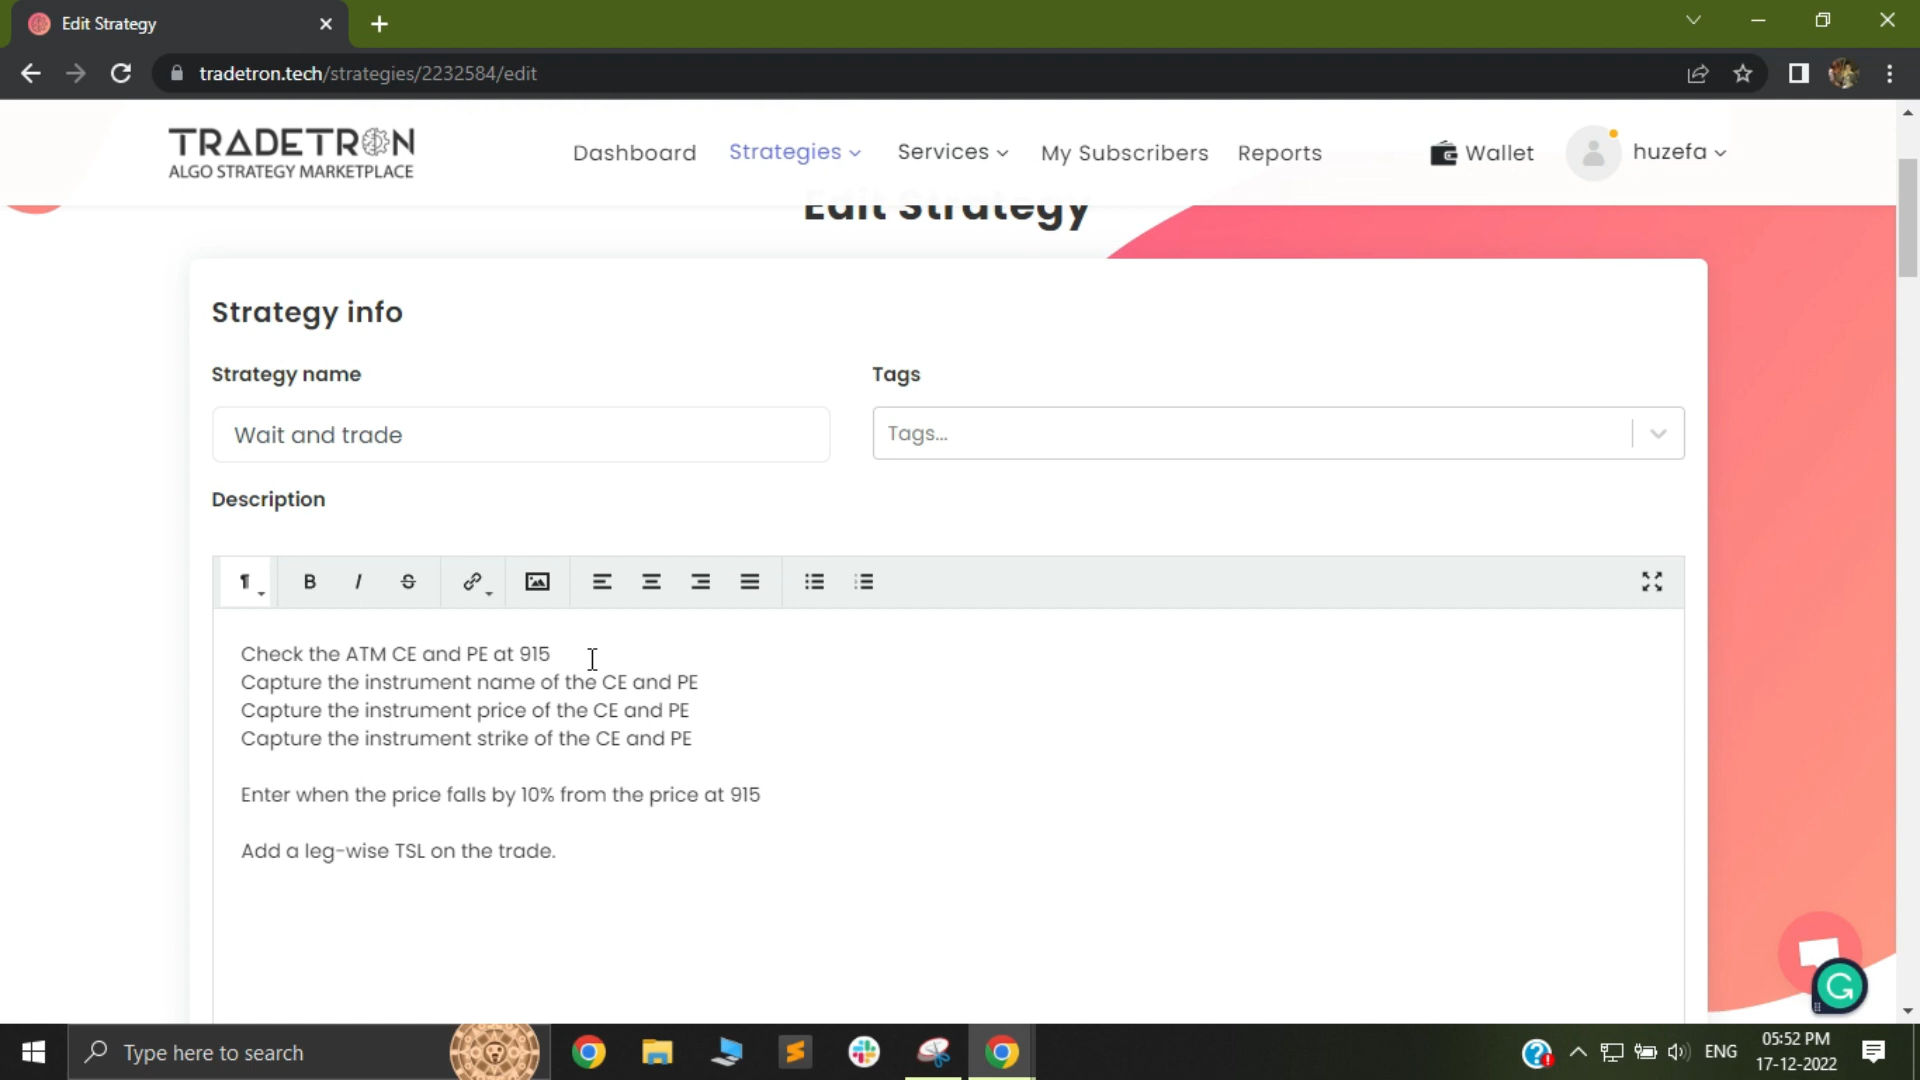 Edit Strategy
tradetron.tech/strategies/2232584/edit
TRADETRON
ALGO STRATEGY MARKETPLACE
Dashboard
Strategies
Services
My Subscribers
Reports
Wallet
huzefa
Edit Strategy
Strategy info
Strategy name
Tags
Wait and trade
Tags...
Description
B I S
Check the ATM CE and PE at 915
Capture the instrument name of the CE and PE
Capture the instrument price of the CE and PE
Capture the instrument strike of the CE and PE
Enter when the price falls by 10% from the price at 915
Add a leg-wise TSL on the trade.
Type here to search
ENG
05:52 PM
17-12-2022